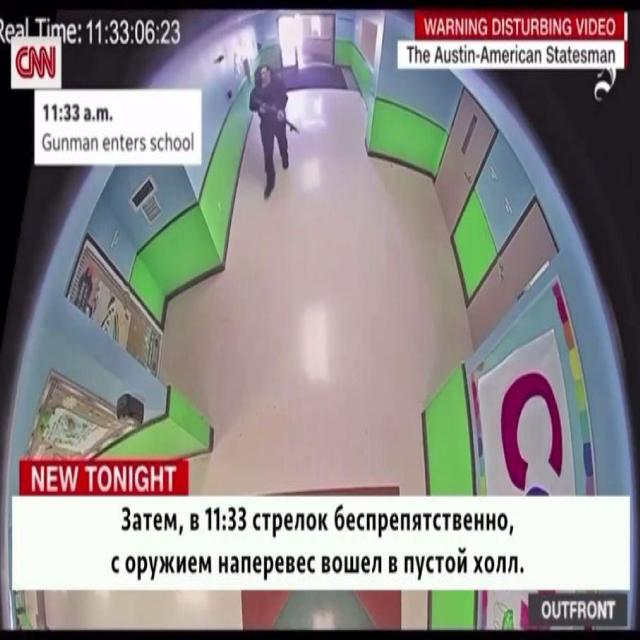 Real Time: 11:33:06:23
WARNING DISTURBING VIDEO
CNN
The Austin-American Statesman
11:33 a.m.
Gunman enters school
C
NEW TONIGHT
Затем, в 11:33 стрелок беспрепятственно,
с оружием наперевес вошел в пустой холл.
OUTFRONT